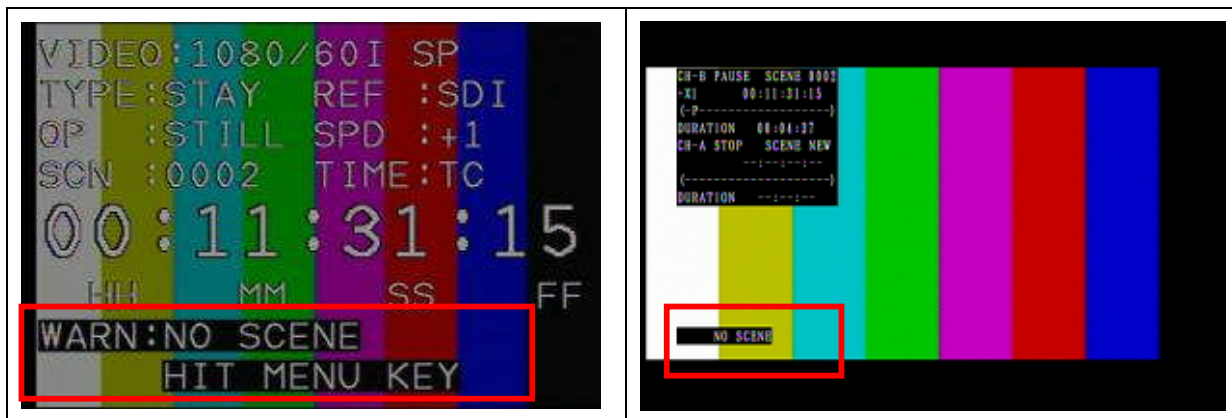 VIDEO:1080/60I SP
TYPE:STAY REF :SDI
OP :STILL SPD :+1
SCN :0002 TIME:TC
00:11:31:15
HH MM SS FF
WARN:NO SCENE
HIT MENU KEY
CH-B PAUSE SCENE 0002
-X1 00:11:31:15
(-P------------------)
DURATION 00:04:37
CH-A STOP SCENE NEW
--:--:--:--
(--------------------)
DURATION --:--:--
NO SCENE